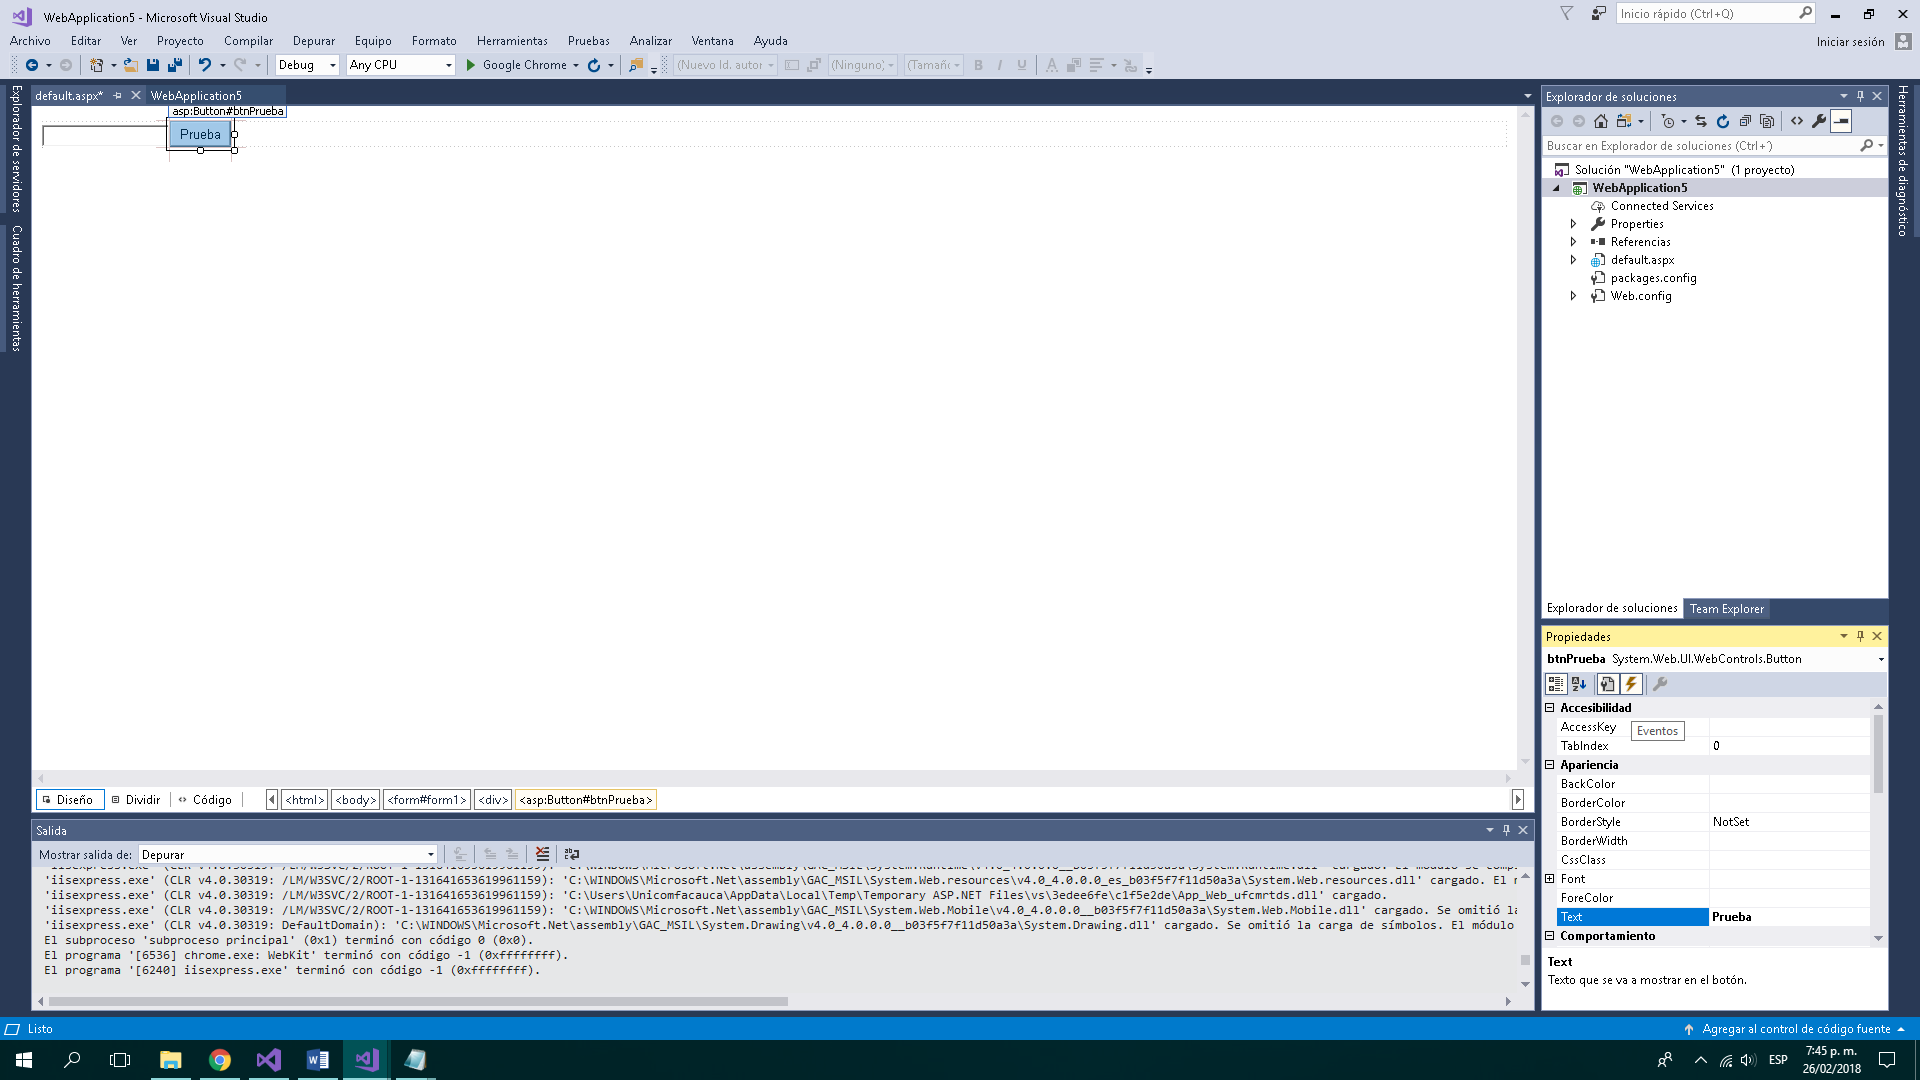 WebApplication5 - Microsoft Visual Studio
Inicio rápido (Ctrl+Q)
Archivo Editar Ver Proyecto Compilar Depurar Equipo Formato Herramientas Pruebas Analizar Ventana Ayuda
Iniciar sesión
Debug Any CPU Google Chrome (Nuevo Id. autor (Ninguno) (Tamañ B I U
Explorador de servidores
Cuadro de herramientas
default.aspx* WebApplication5
asp:Button#btnPrueba
Prueba
Diseño Dividir Código <html> <body> <form#form1> <div> <asp:Button#btnPrueba>
Salida
Mostrar salida de: Depurar
'iisexpress.exe' (CLR v4.0.30319: /LM/W3SVC/2/ROOT-1-131641653619961159): 'C:\WINDOWS\Microsoft.Net\assembly\GAC_MSIL\System.Web.resources\v4.0_4.0.0.0_es_b03f5f7f11d50a3a\System.Web.resources.dll' cargado. El
'iisexpress.exe' (CLR v4.0.30319: /LM/W3SVC/2/ROOT-1-131641653619961159): 'C:\Users\Unicomfacauca\AppData\Local\Temp\Temporary ASP.NET Files\vs\3edee6fe\c1f5e2de\App_Web_ufcmrtds.dll' cargado.
'iisexpress.exe' (CLR v4.0.30319: /LM/W3SVC/2/ROOT-1-131641653619961159): 'C:\WINDOWS\Microsoft.Net\assembly\GAC_MSIL\System.Web.Mobile\v4.0_4.0.0.0__b03f5f7f11d50a3a\System.Web.Mobile.dll' cargado. Se omitió la
'iisexpress.exe' (CLR v4.0.30319: DefaultDomain): 'C:\WINDOWS\Microsoft.Net\assembly\GAC_MSIL\System.Drawing\v4.0_4.0.0.0__b03f5f7f11d50a3a\System.Drawing.dll' cargado. Se omitió la carga de símbolos. El módulo
El subproceso 'subproceso principal' (0x1) terminó con código 0 (0x0).
El programa '[6536] chrome.exe: WebKit' terminó con código -1 (0xffffffff).
El programa '[6240] iisexpress.exe' terminó con código -1 (0xffffffff).
Explorador de soluciones
Buscar en Explorador de soluciones (Ctrl+´)
Solución "WebApplication5" (1 proyecto)
WebApplication5
Connected Services
Properties
Referencias
default.aspx
packages.config
Web.config
Explorador de soluciones Team Explorer
Propiedades
btnPrueba System.Web.UI.WebControls.Button
Accesibilidad
AccessKey
Eventos
TabIndex 0
Apariencia
BackColor
BorderColor
BorderStyle NotSet
BorderWidth
CssClass
Font
ForeColor
Text Prueba
Comportamiento
Text
Texto que se va a mostrar en el botón.
Herramientas de diagnóstico
Listo
Agregar al control de código fuente
ESP
7:45 p. m.
26/02/2018